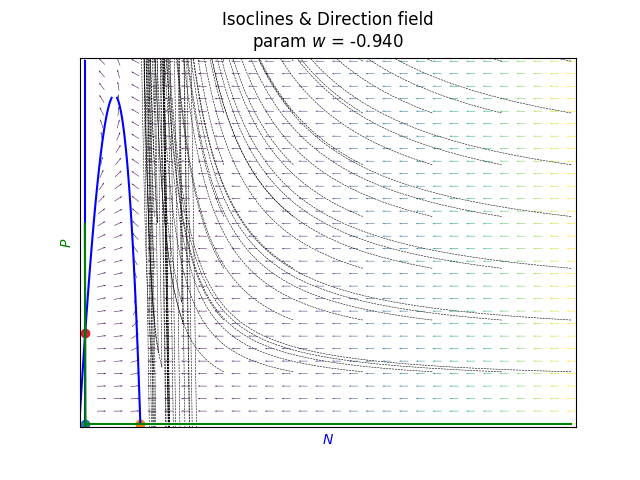 Isoclines & Direction field
param w = -0.940
P
N